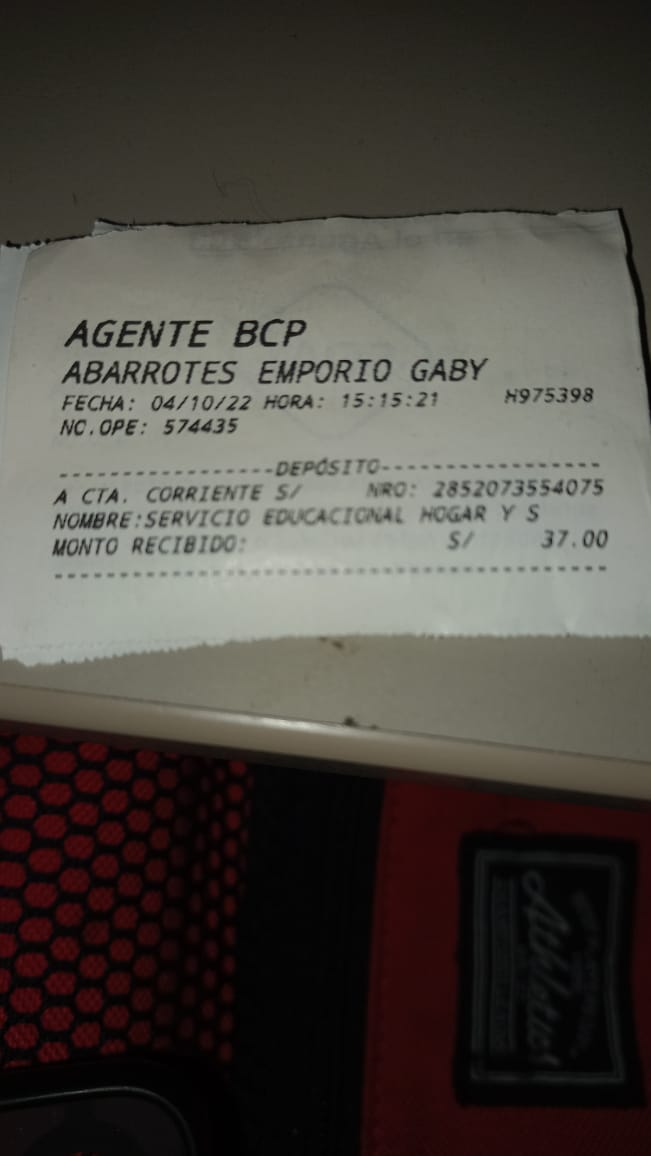 AGENTE BCP
ABARROTES EMPORIO GABY
FECHA: 04/10/22 HORA: 15:15:21 H975398
NO.OPE: 574435
-----------------DEPÓSITO-----------------
A CTA. CORRIENTE S/ NRO: 2852073554075
NOMBRE:SERVICIO EDUCACIONAL HOGAR Y S
MONTO RECIBIDO: S/ 37.00
Athletic